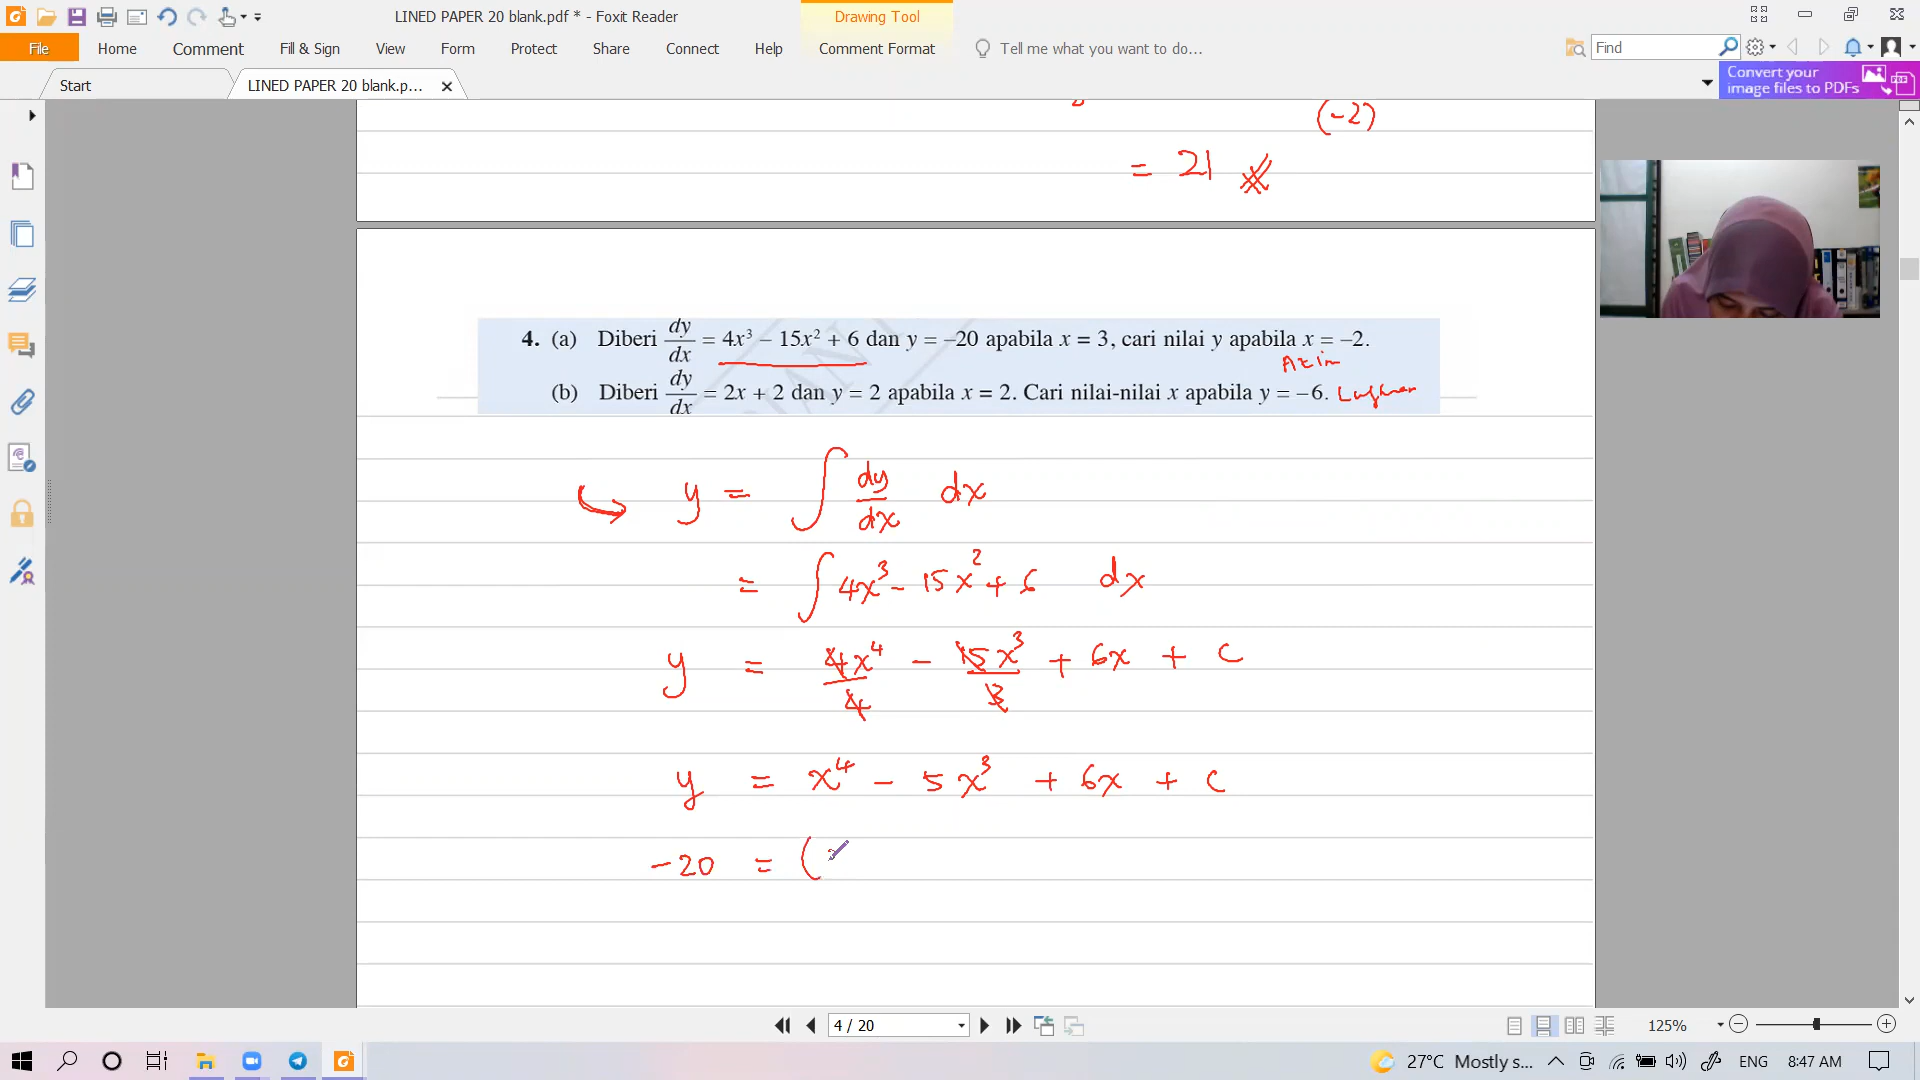 LINED PAPER 20 blank.pdf * - Foxit Reader
Drawing Tool
File Home Comment Fill & Sign View Form Protect Share Connect Help Comment Format Tell me what you want to do... Find
Start LINED PAPER 20 blank.p...
Convert your
image files to PDFs
(-2)
= 21
4. (a) Diberi dy/dx = 4x³ – 15x² + 6 dan y = –20 apabila x = 3, cari nilai y apabila x = –2.
Azim
(b) Diberi dy/dx = 2x + 2 dan y = 2 apabila x = 2. Cari nilai-nilai x apabila y = –6. Luqman
y = ∫ dy/dx dx
= ∫ 4x³ - 15x² + 6 dx
y = 4x⁴/4 - 15x³/3 + 6x + c
y = x⁴ - 5x³ + 6x + c
-20 = (
4 / 20
125%
27°C Mostly s... ENG 8:47 AM